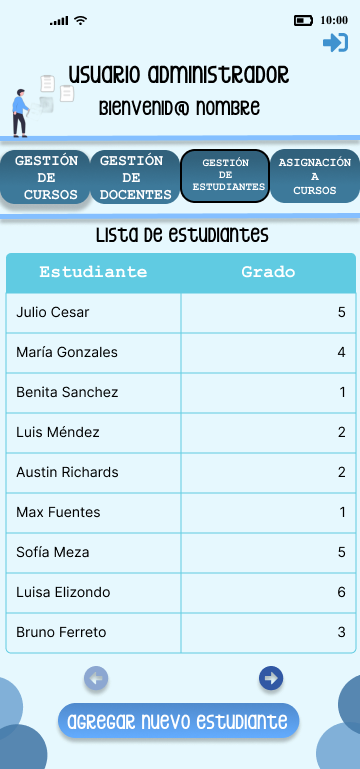 10:00
Usuario administrador
Bienvenid@ nombre
GESTIÓN
DE
CURSOS
GESTIÓN
DE
DOCENTES
GESTIÓN
DE
ESTUDIANTES
ASIGNACIÓN
A
CURSOS
Lista de estudiantes
Estudiante Grado
Julio Cesar 5
María Gonzales 4
Benita Sanchez 1
Luis Méndez 2
Austin Richards 2
Max Fuentes 1
Sofía Meza 5
Luisa Elizondo 6
Bruno Ferreto 3
agregar nuevo estudiante